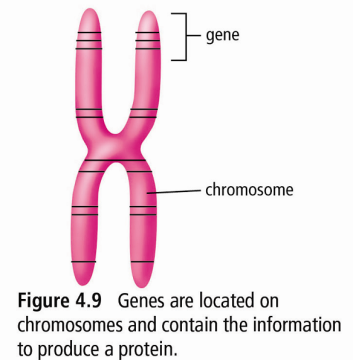 gene
chromosome
Figure 4.9 Genes are located on
chromosomes and contain the information
to produce a protein.